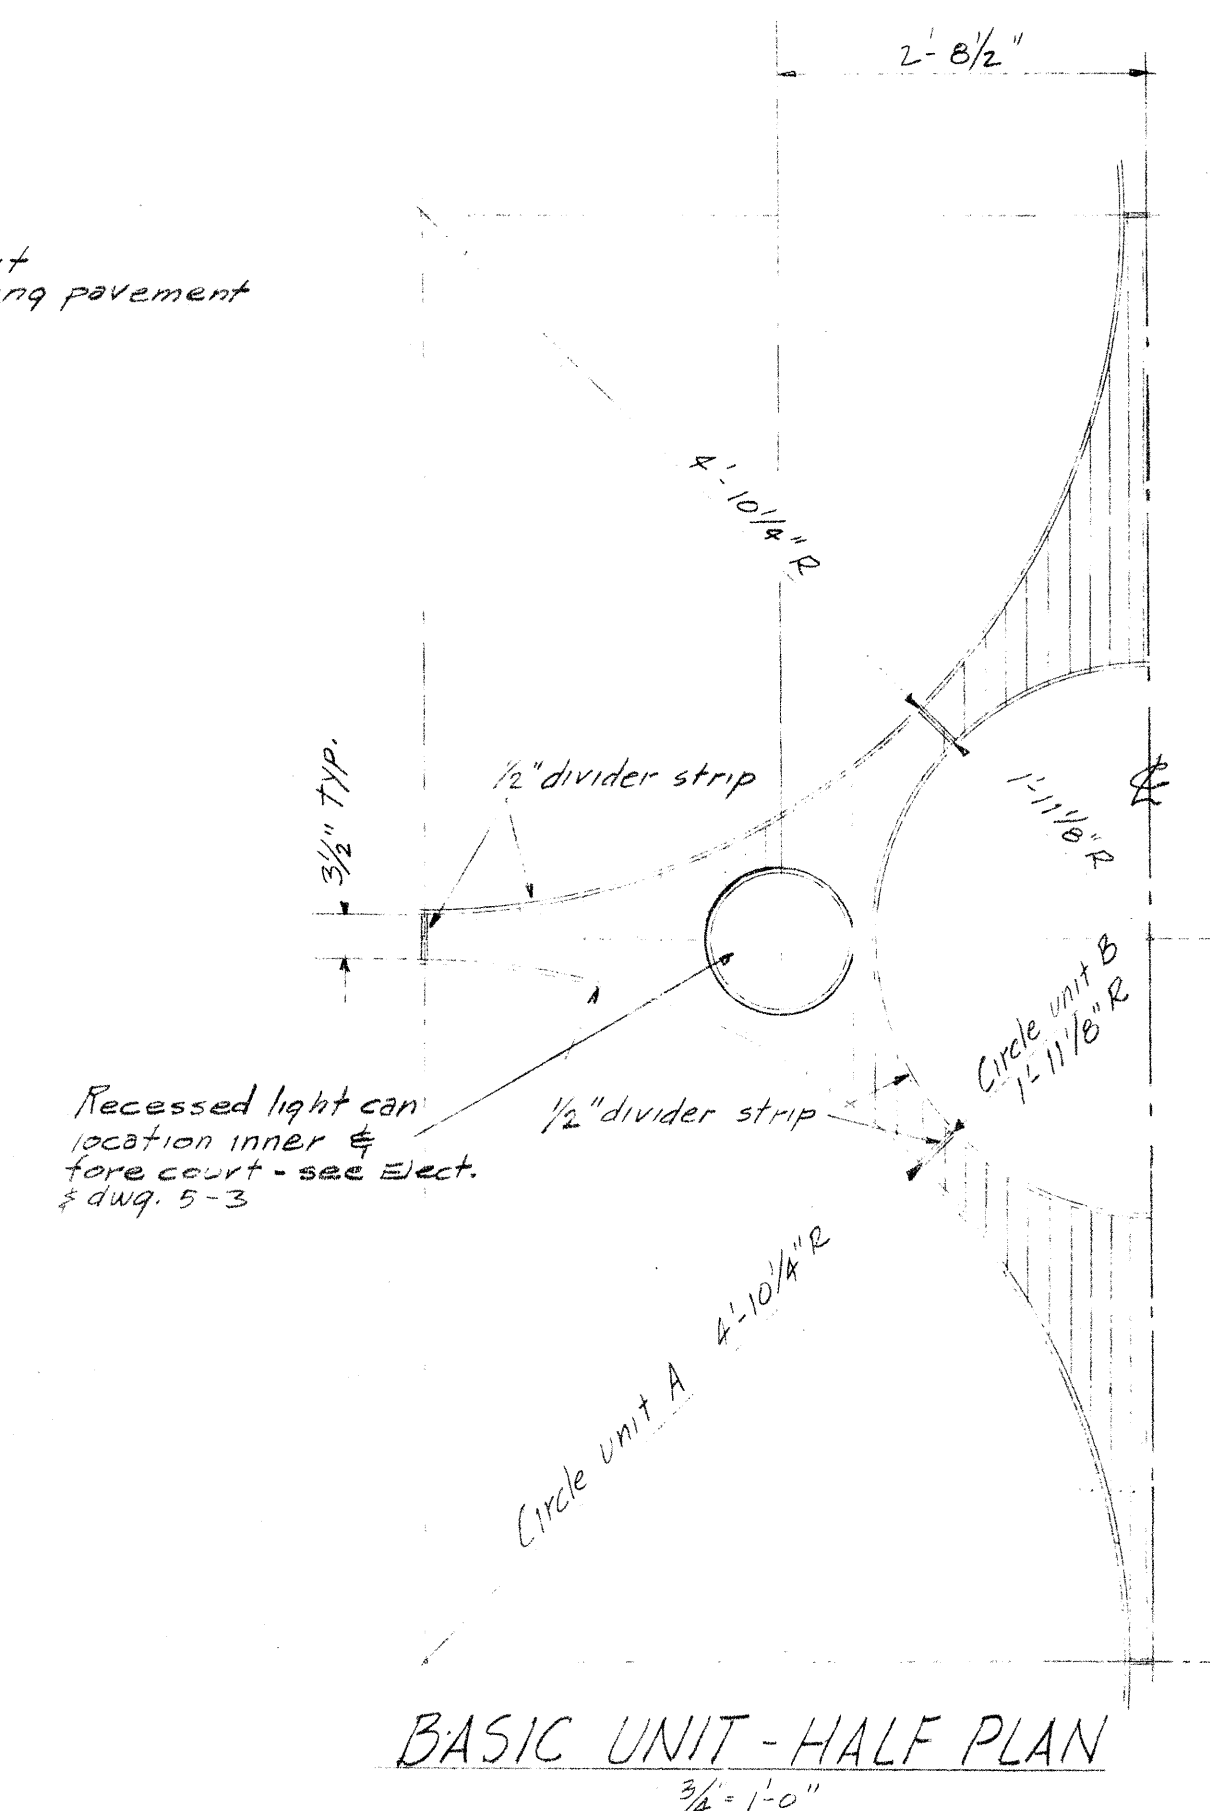 2'-8½"
ng pavement
4'-10¼" R
½" divider strip
3½" TYP.
℄
1'-11⅛" R
Circle unit B
1'-11⅛" R
Recessed light can
location inner &
fore court - see Elect.
& dwg. 5-3
½" divider strip
4'-10¼" R
Circle unit A
BASIC UNIT - HALF PLAN
¾" = 1'-0"